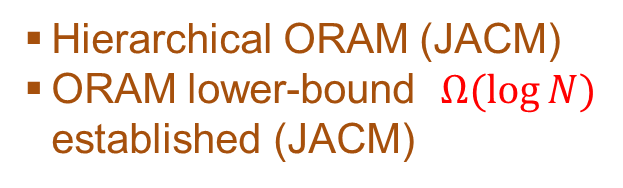 ▪ Hierarchical ORAM (JACM)
▪ ORAM lower-bound Ω(log N)
established (JACM)